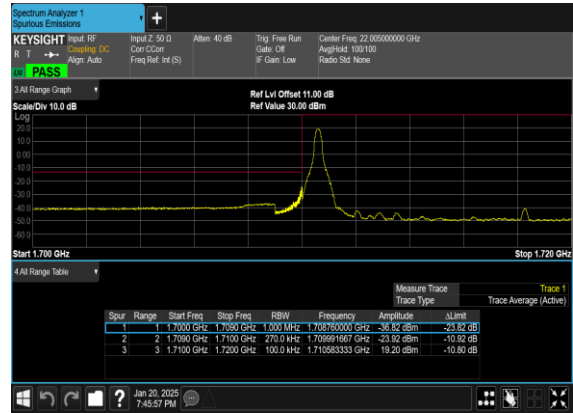 Spectrum Analyzer 1
Spurious Emissions
+
KEYSIGHT Input: RF Input Z: 50 Ω Atten: 40 dB Trig: Free Run Center Freq: 22.005000000 GHz
R T Coupling: DC Corr CCorr Gate: Off Avg|Hold: 100/100
Align: Auto Freq Ref: Int (S) IF Gain: Low Radio Std: None
PASS
3 All Range Graph
Ref Lvl Offset 11.00 dB
Scale/Div 10.0 dB Ref Value 30.00 dBm
Log
20.0
10.0
0.00
-10.0
-20.0
-30.0
-40.0
-50.0
-60.0
Start 1.700 GHz Stop 1.720 GHz
4 All Range Table
Measure Trace Trace 1
Trace Type Trace Average (Active)
Spur Range Start Freq Stop Freq RBW Frequency Amplitude ΔLimit
1 1 1.7000 GHz 1.7090 GHz 1.000 MHz 1.708760000 GHz -36.82 dBm -23.82 dB
2 2 1.7090 GHz 1.7100 GHz 270.0 kHz 1.709991667 GHz -23.92 dBm -10.92 dB
3 3 1.7100 GHz 1.7200 GHz 100.0 kHz 1.710583333 GHz 19.20 dBm -10.80 dB
? Jan 20, 2025
7:45:57 PM